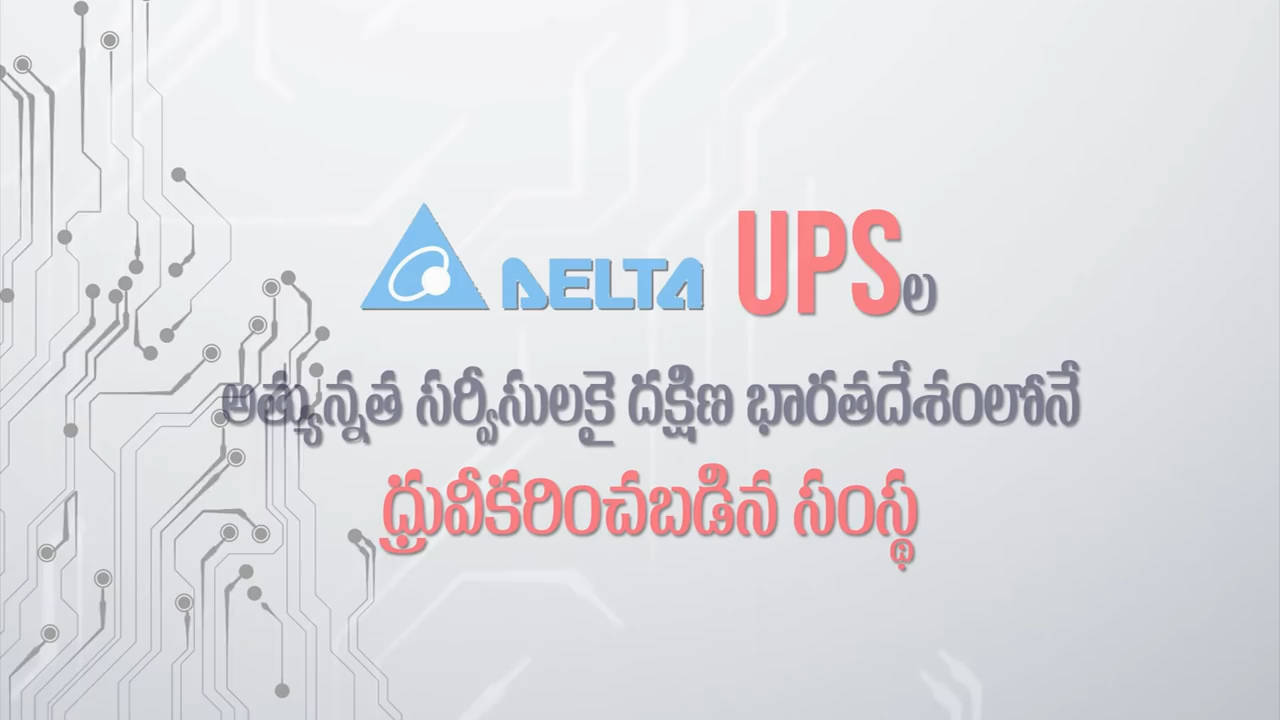 DELTA UPSల
అత్యున్నత సర్వీసులకై దక్షిణ భారతదేశంలోనే
ధ్రువీకరించబడిన సంస్థ